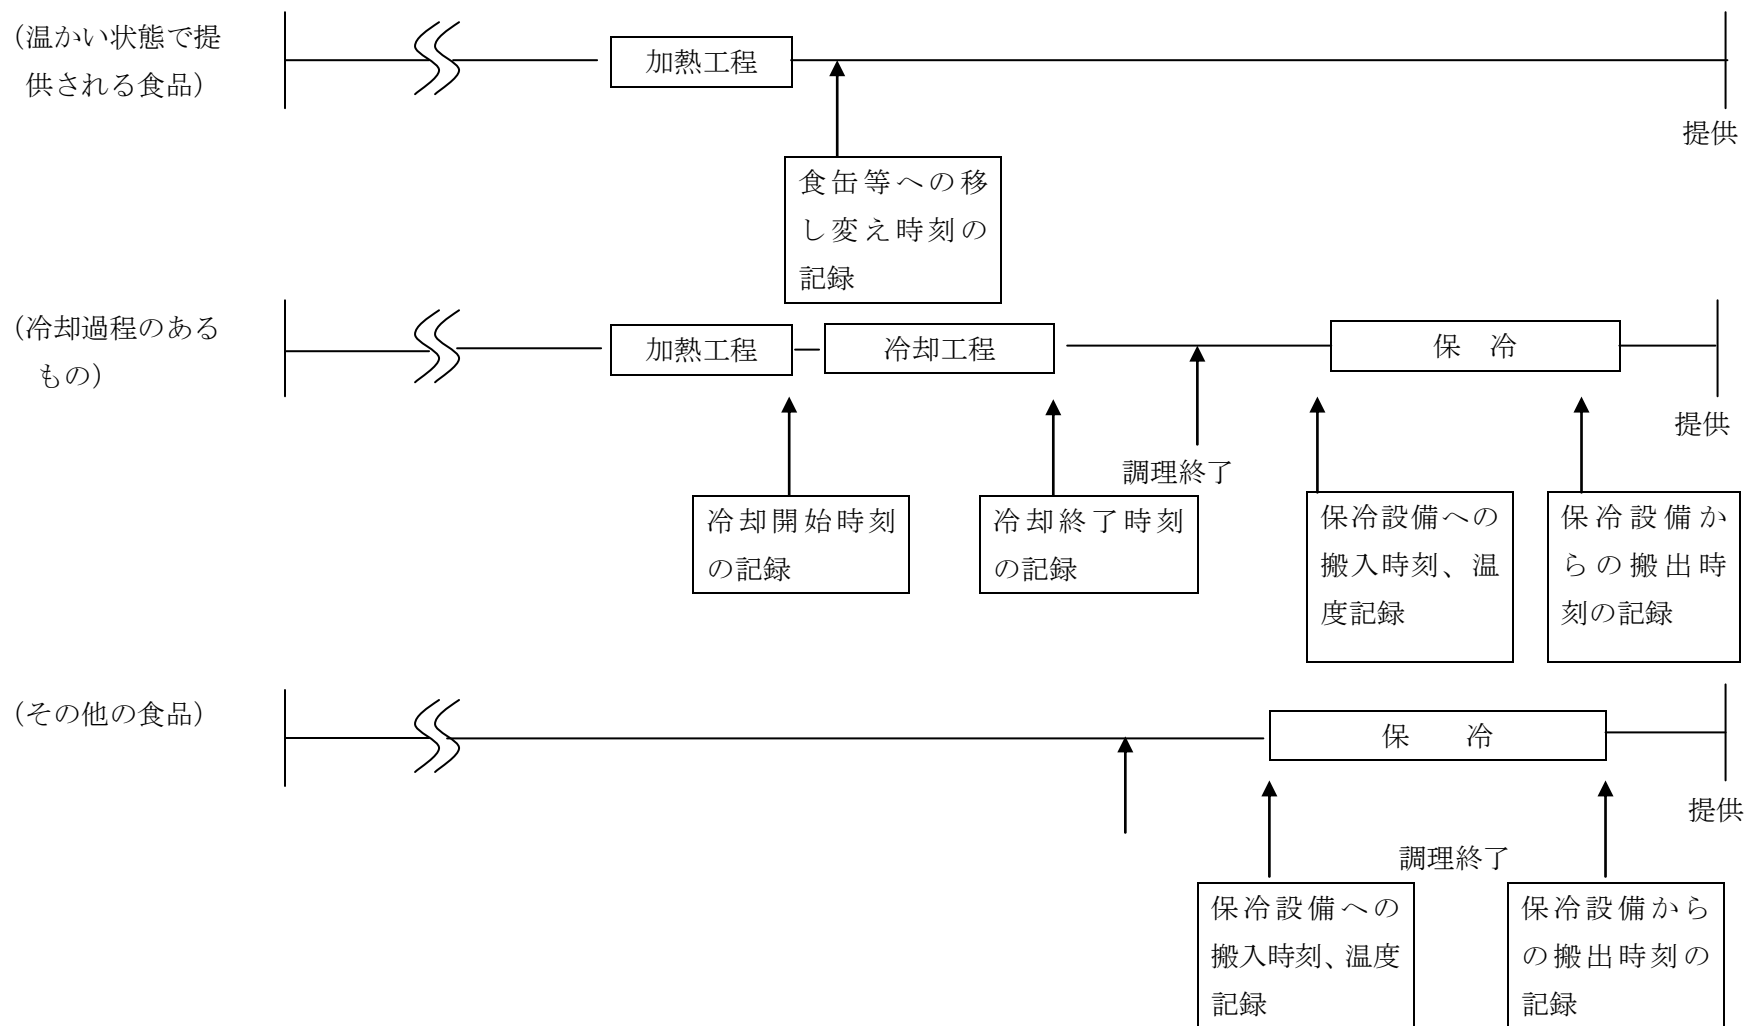 （温かい状態で提
供される食品）
加熱工程
提供
食缶等への移
し変え時刻の
記録
（冷却過程のある
もの）
加熱工程
冷却工程
保　冷
提供
調理終了
冷却開始時刻
の記録
冷却終了時刻
の記録
保冷設備への
搬入時刻、温
度記録
保冷設備か
らの搬出時
刻の記録
（その他の食品）
保　　冷
提供
調理終了
保冷設備への
搬入時刻、温度
記録
保冷設備から
の搬出時刻の
記録